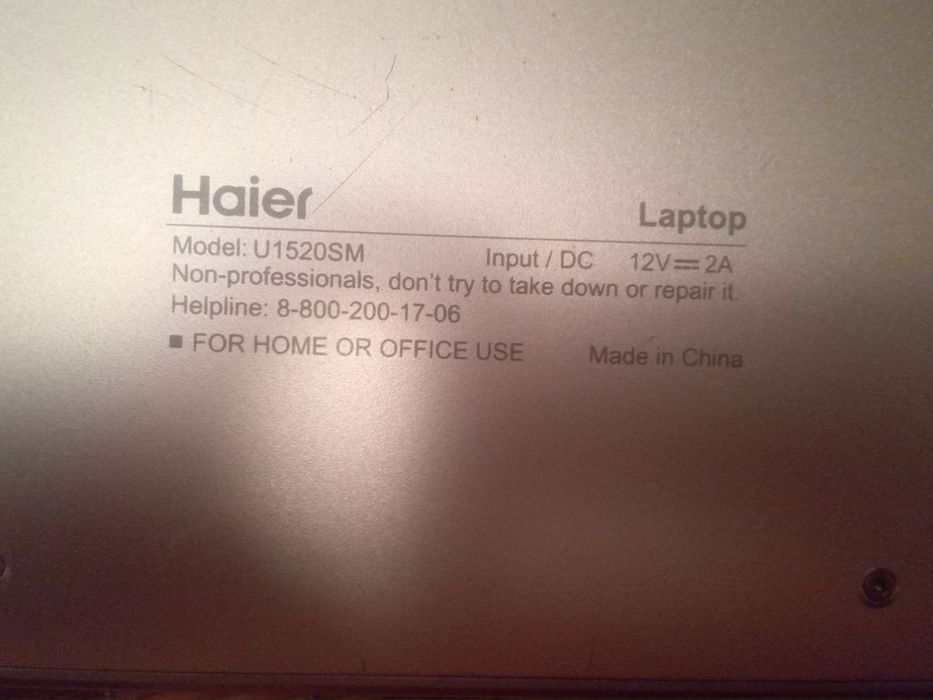 Haier Laptop
Model: U1520SM Input / DC 12V⎓2A
Non-professionals, don't try to take down or repair it.
Helpline: 8-800-200-17-06
■ FOR HOME OR OFFICE USE Made in China